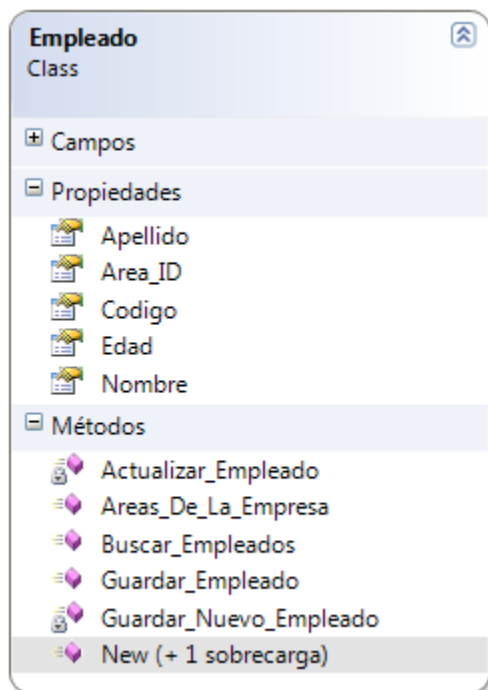 Empleado
Class
Campos
Propiedades
Apellido
Area_ID
Codigo
Edad
Nombre
Métodos
Actualizar_Empleado
Areas_De_La_Empresa
Buscar_Empleados
Guardar_Empleado
Guardar_Nuevo_Empleado
New (+ 1 sobrecarga)